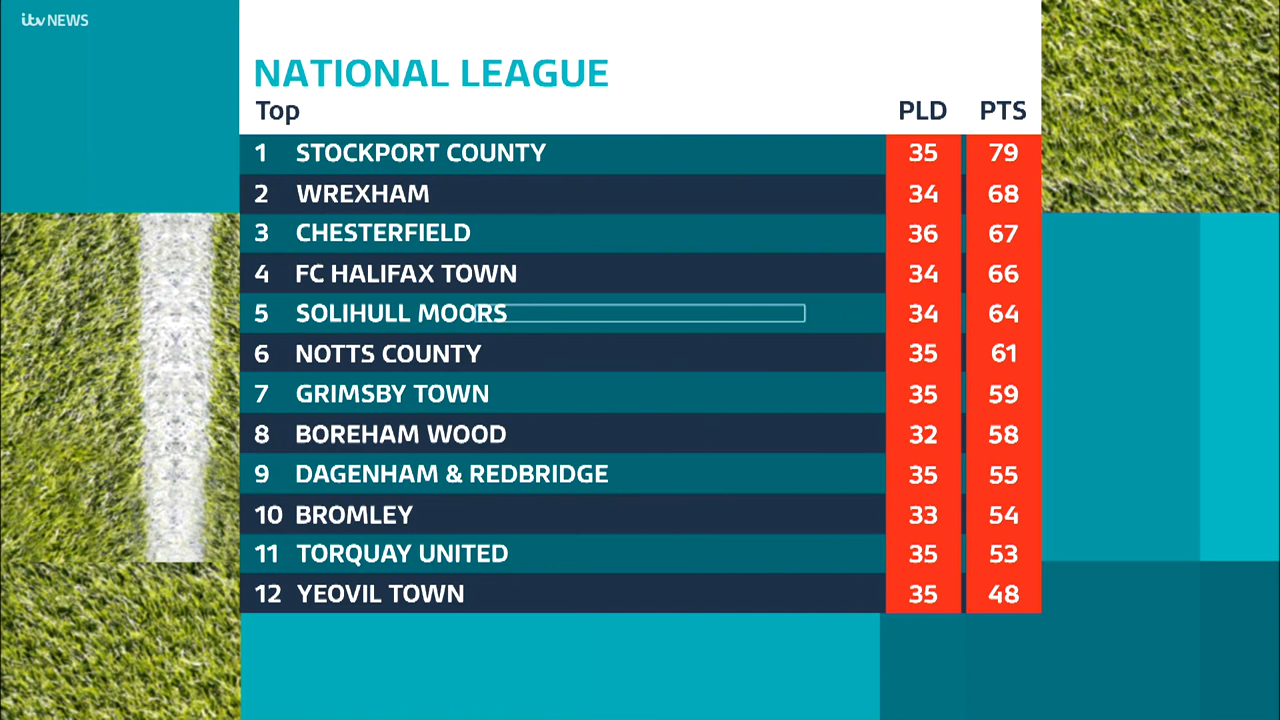 itv NEWS
NATIONAL LEAGUE
Top PLD PTS
1 STOCKPORT COUNTY 35 79
2 WREXHAM 34 68
3 CHESTERFIELD 36 67
4 FC HALIFAX TOWN 34 66
5 SOLIHULL MOORS 34 64
6 NOTTS COUNTY 35 61
7 GRIMSBY TOWN 35 59
8 BOREHAM WOOD 32 58
9 DAGENHAM & REDBRIDGE 35 55
10 BROMLEY 33 54
11 TORQUAY UNITED 35 53
12 YEOVIL TOWN 35 48